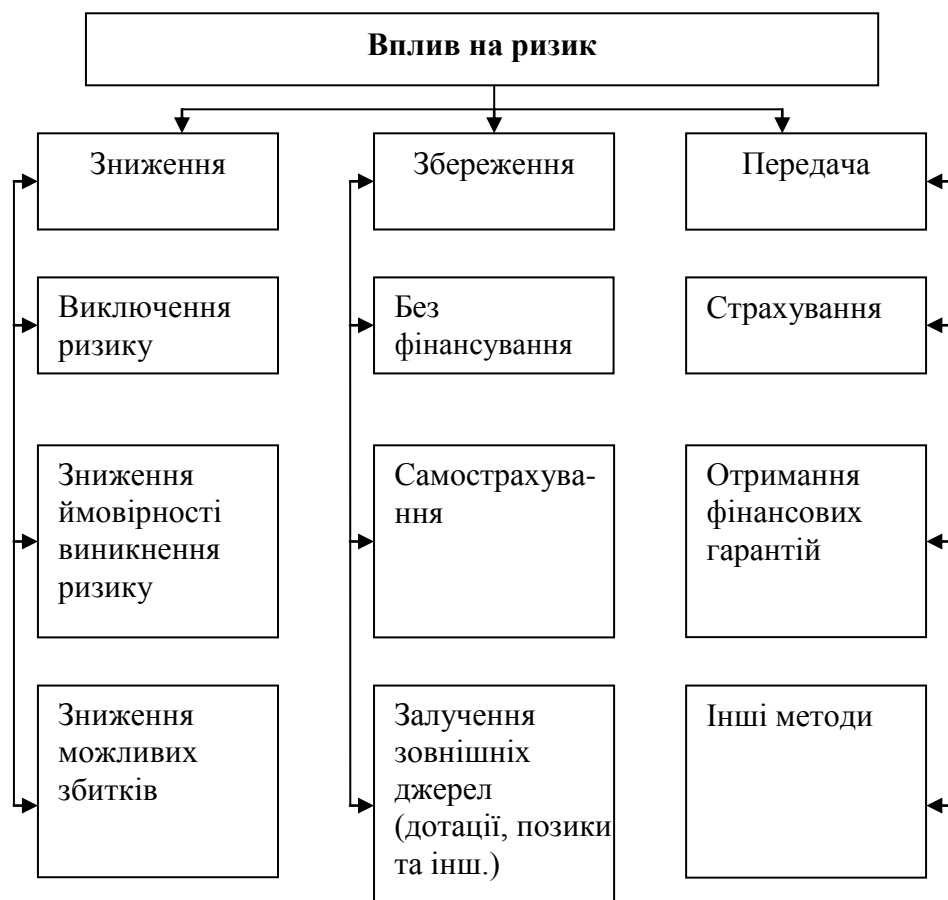 Вплив на ризик
Зниження
Збереження
Передача
Виключення
ризику
Без
фінансування
Страхування
Зниження
ймовірності
виникнення
ризику
Самострахува-
ння
Отримання
фінансових
гарантій
Зниження
можливих
збитків
Залучення
зовнішніх
джерел
(дотації, позики
та інш.)
Інші методи